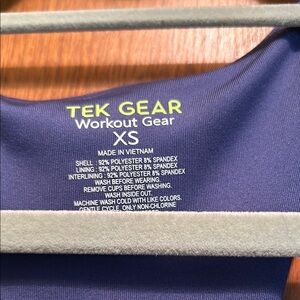 TEK GEAR
Workout Gear
XS
MADE IN VIETNAM
SHELL : 92% POLYESTER 8% SPANDEX
LINING : 92% POLYESTER 8% SPANDEX
INTERLINING : 92% POLYESTER 8% SPANDEX
WASH BEFORE WEARING.
REMOVE CUPS BEFORE WASHING.
WASH INSIDE OUT.
MACHINE WASH COLD WITH LIKE COLORS.
GENTLE CYCLE. ONLY NON-CHLORINE